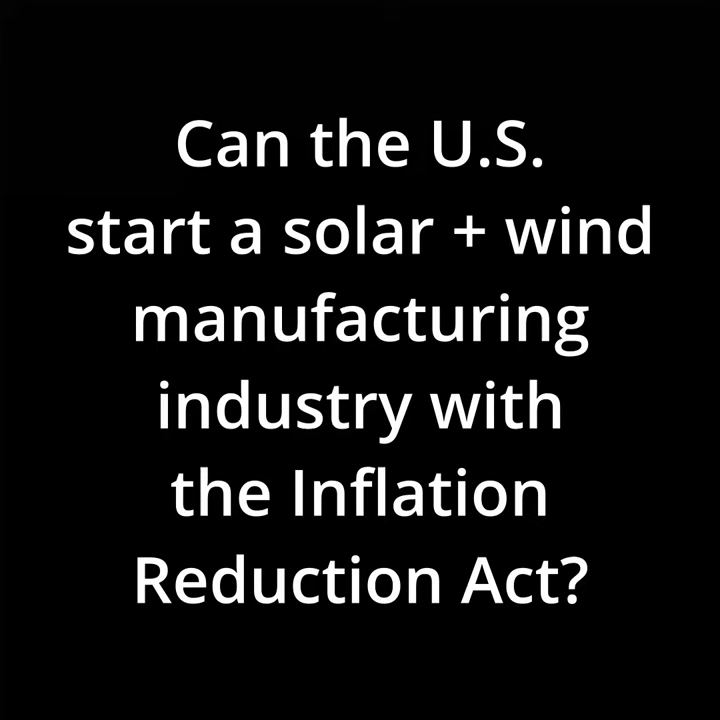 Can the U.S.
start a solar + wind
manufacturing
industry with
the Inflation
Reduction Act?